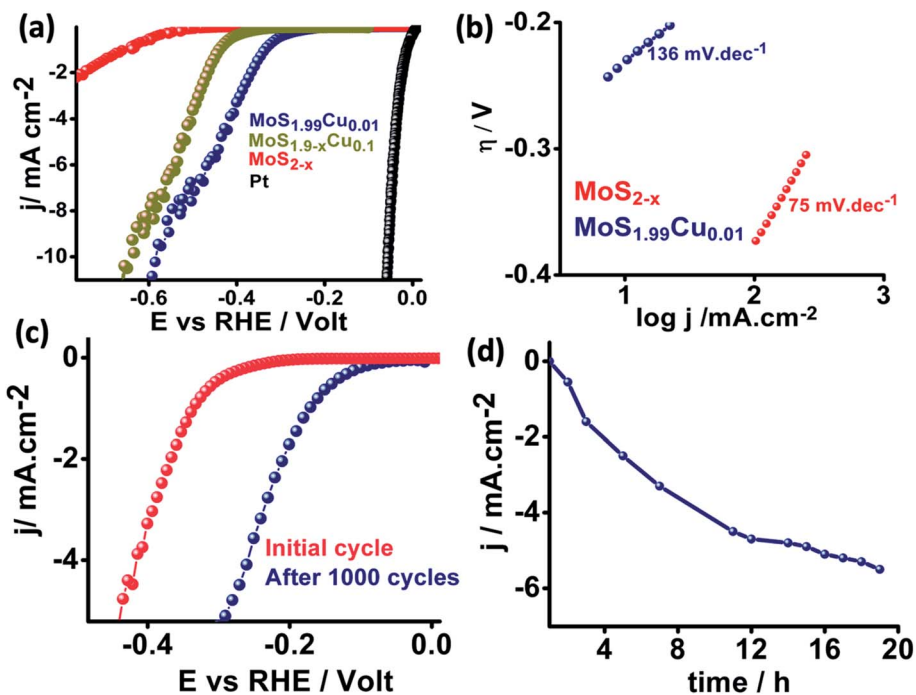 (a)
0
-2
-4
-6
-8
-10
j/ mA cm⁻²
MoS₁.₉₉Cu₀.₀₁
MoS₁.₉₋ₓCu₀.₁
MoS₂₋ₓ
Pt
-0.6
-0.4
-0.2
0.0
E vs RHE / Volt
(b)
-0.2
-0.3
-0.4
η / V
136 mV.dec⁻¹
75 mV.dec⁻¹
MoS₂₋ₓ
MoS₁.₉₉Cu₀.₀₁
1
2
3
log j /mA.cm⁻²
(c)
0
-2
-4
j/ mA.cm⁻²
Initial cycle
After 1000 cycles
-0.4
-0.2
0.0
E vs RHE / Volt
(d)
0
-2
-4
-6
j / mA.cm⁻²
4
8
12
16
20
time / h